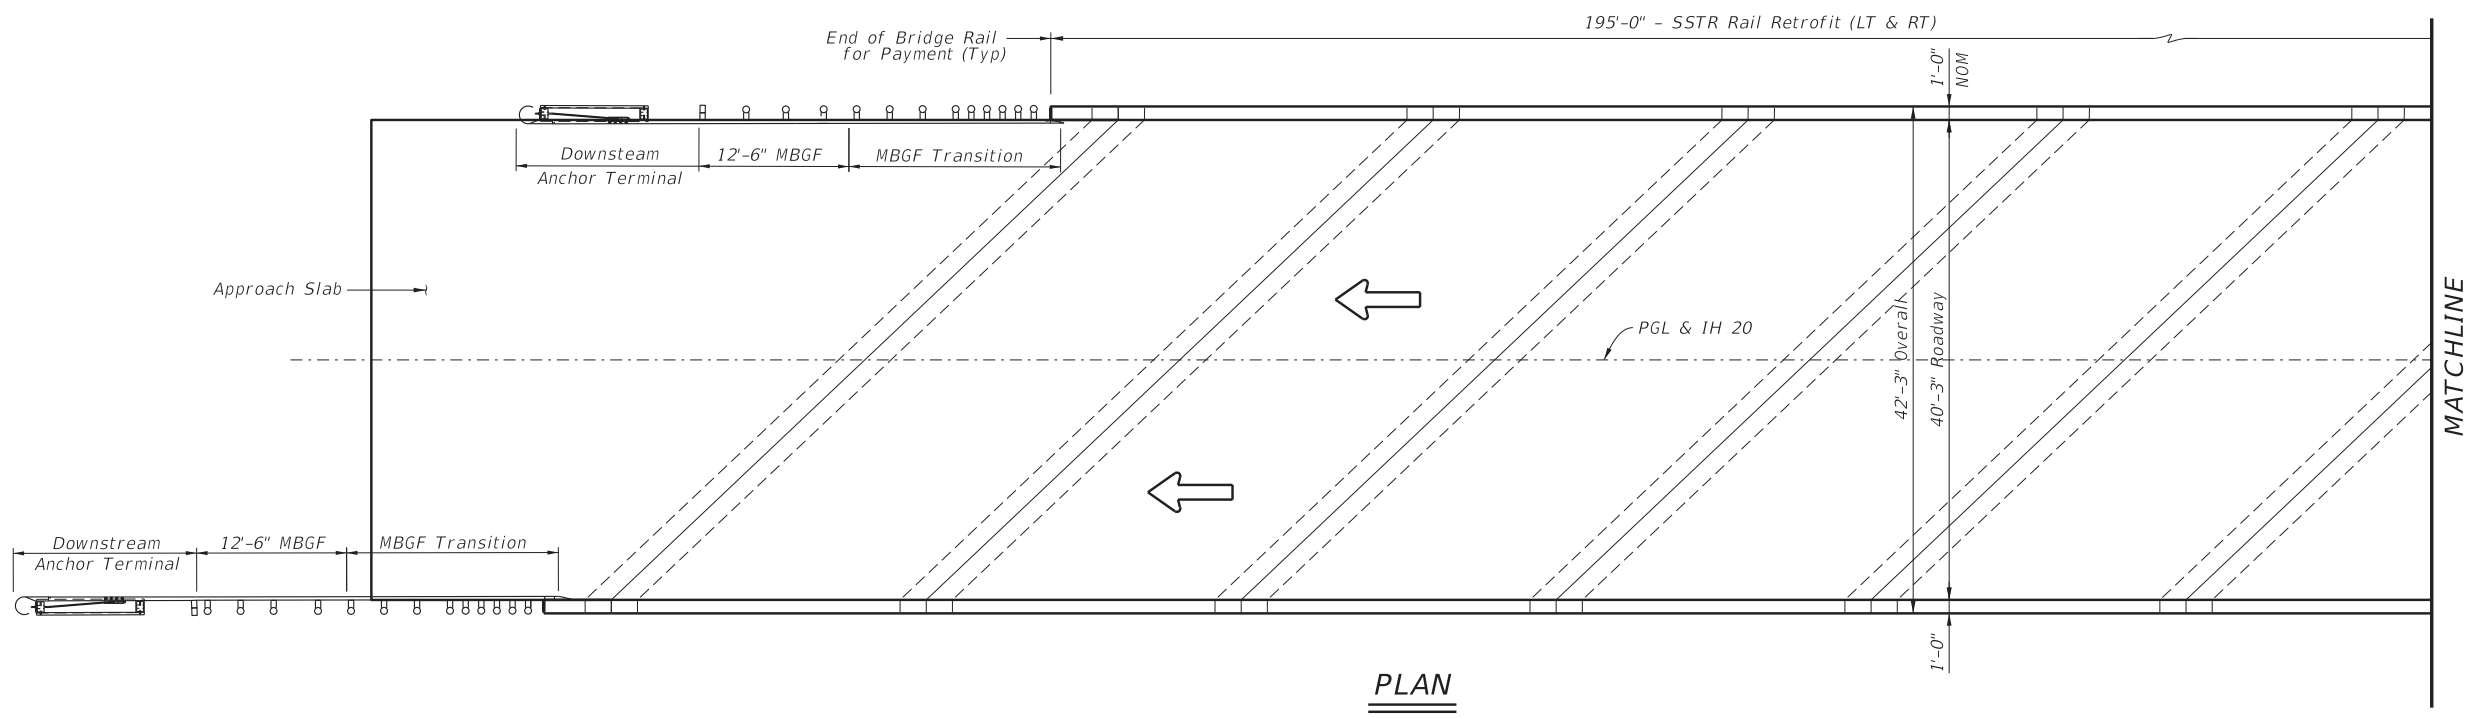 195'-0" - SSTR Rail Retrofit (LT & RT)
End of Bridge Rail
for Payment (Typ)
1'-0"
NOM
Downsteam
Anchor Terminal
12'-6" MBGF
MBGF Transition
Approach Slab
PGL & IH 20
42'-3" Overall
40'-3" Roadway
MATCHLINE
Downstream
Anchor Terminal
12'-6" MBGF
MBGF Transition
1'-0"
PLAN